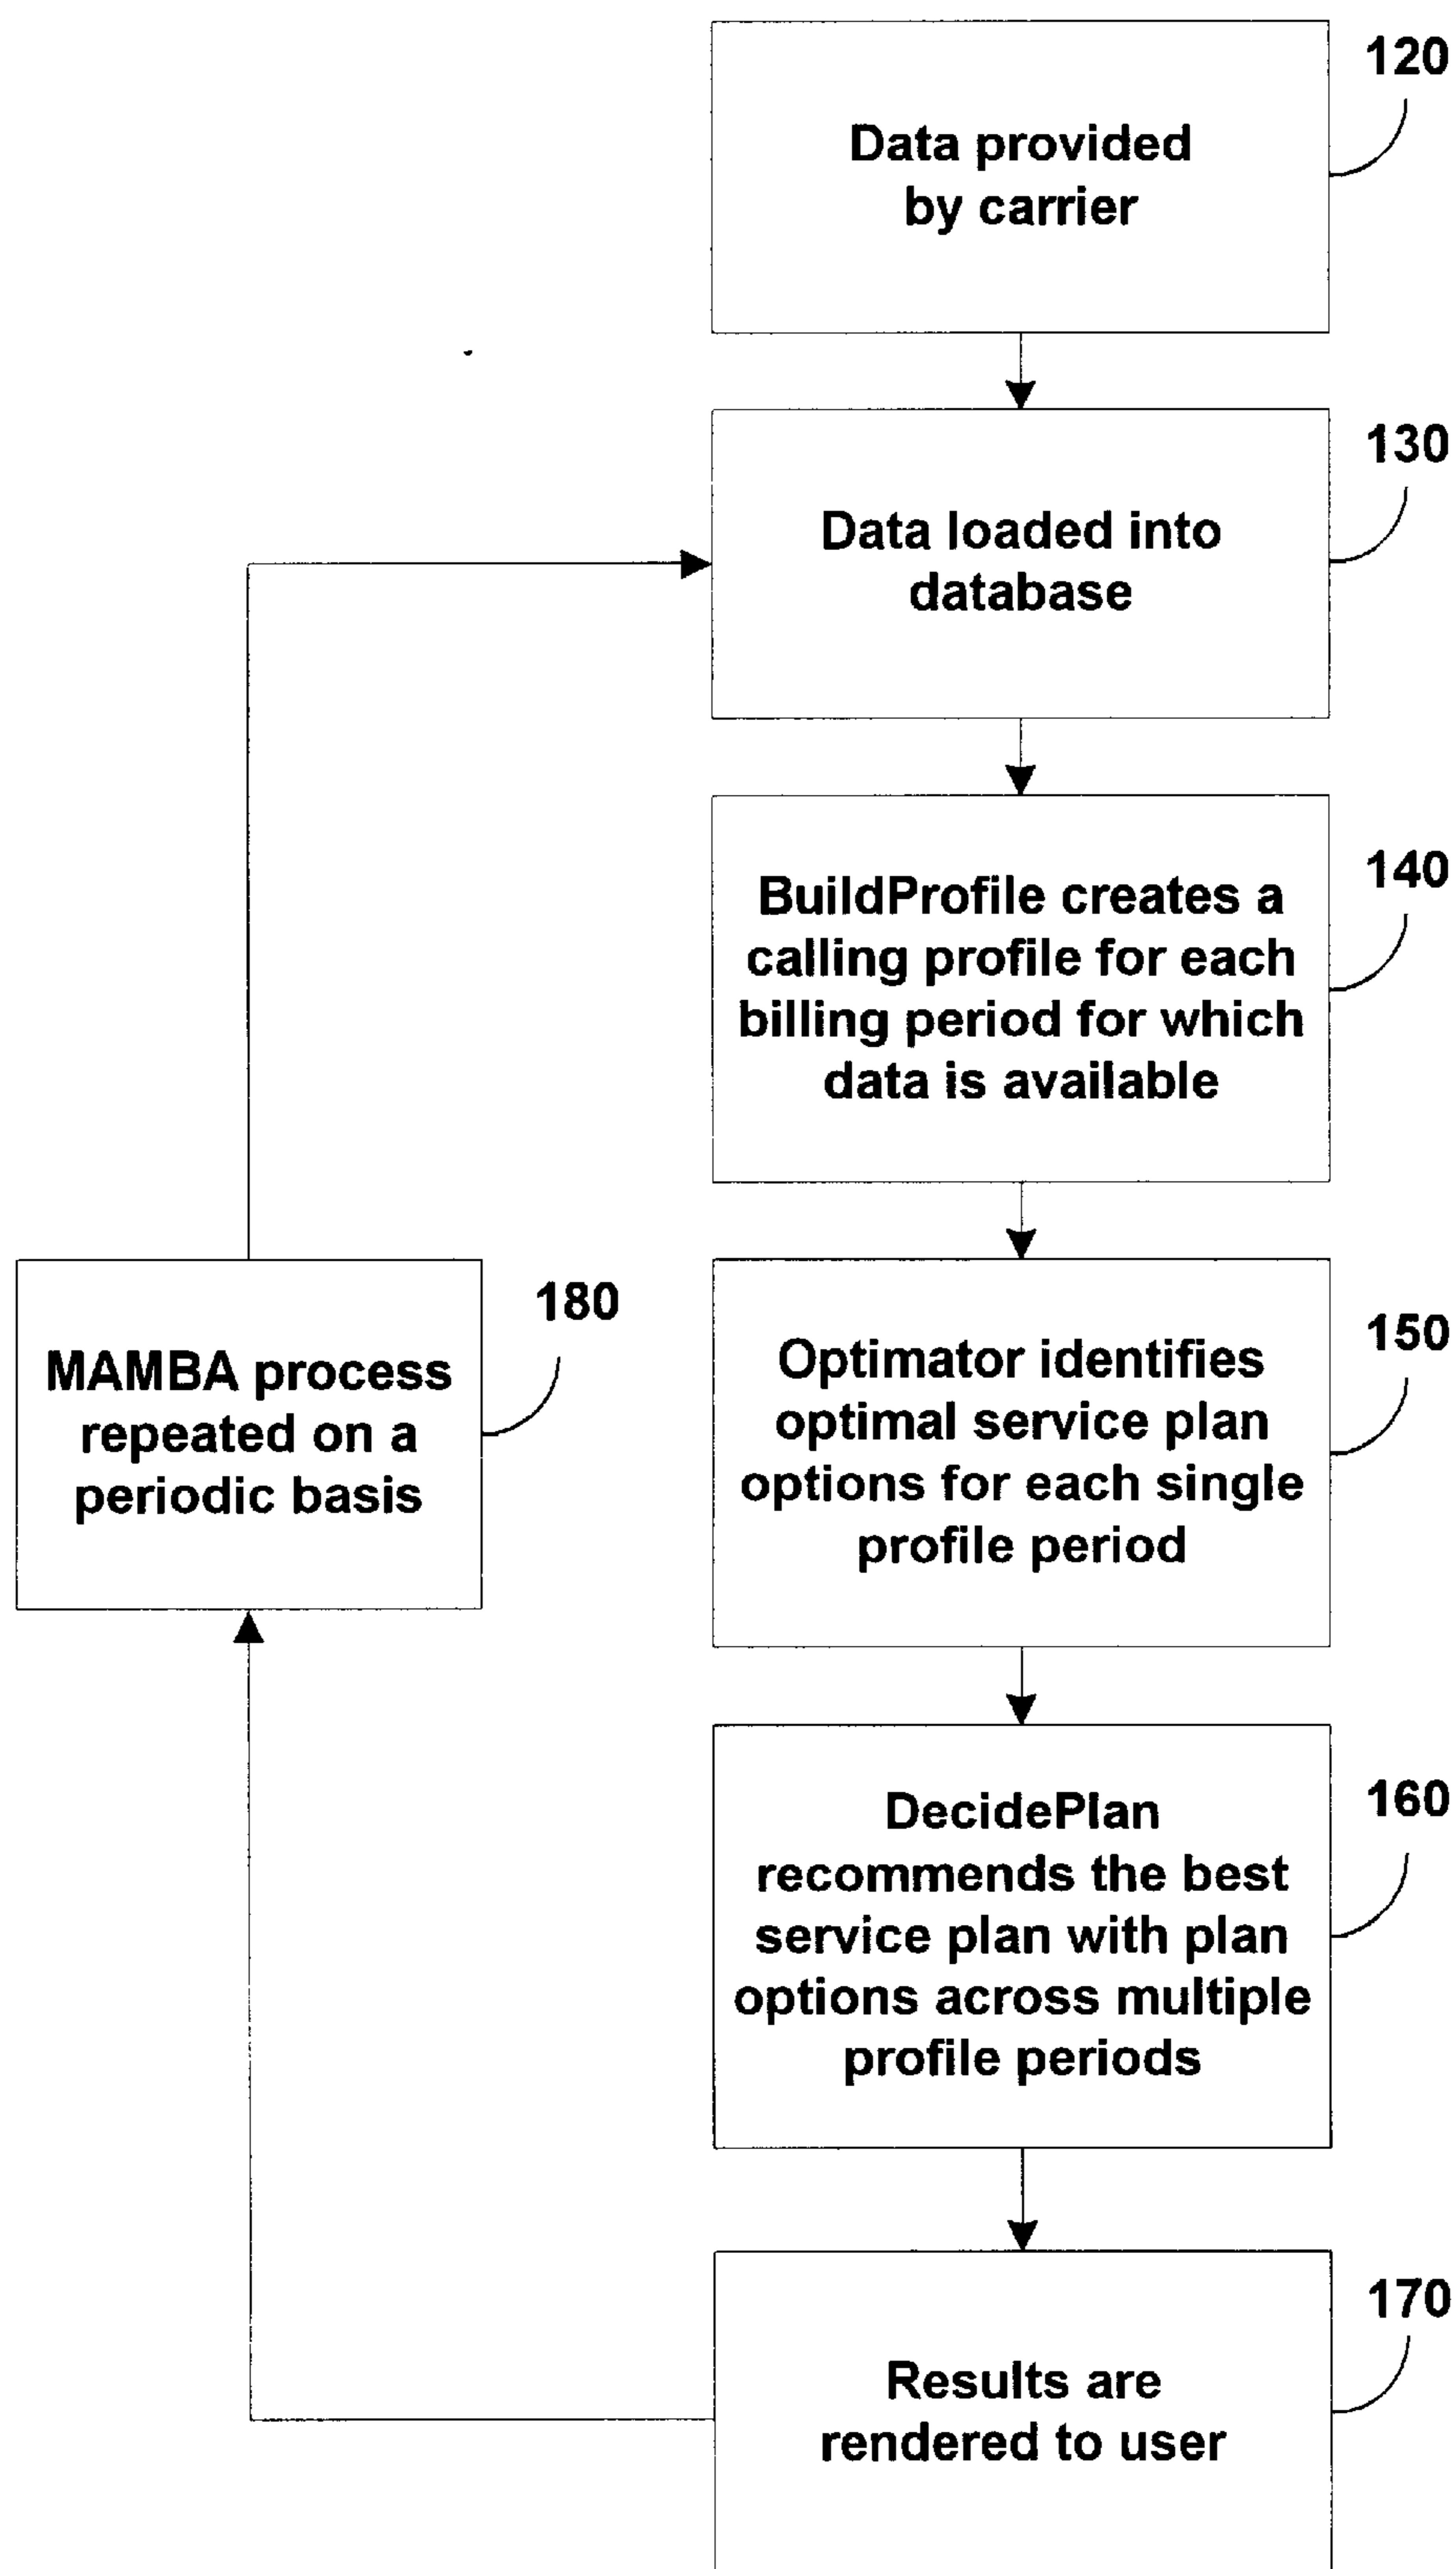 120
Data provided
by carrier
130
Data loaded into
database
140
BuildProfile creates a
calling profile for each
billing period for which
data is available
180
MAMBA process
repeated on a
periodic basis
150
Optimator identifies
optimal service plan
options for each single
profile period
160
DecidePlan
recommends the best
service plan with plan
options across multiple
profile periods
170
Results are
rendered to user